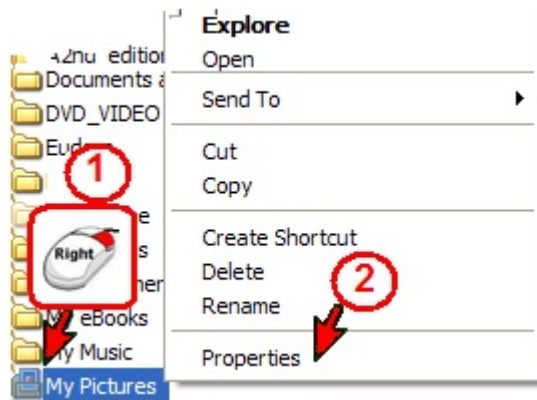 edition
Documents
DVD_VIDEO
1
Right
eBooks
My Music
My Pictures
Explore
Open
Send To
Cut
Copy
Create Shortcut
Delete
2
Rename
Properties